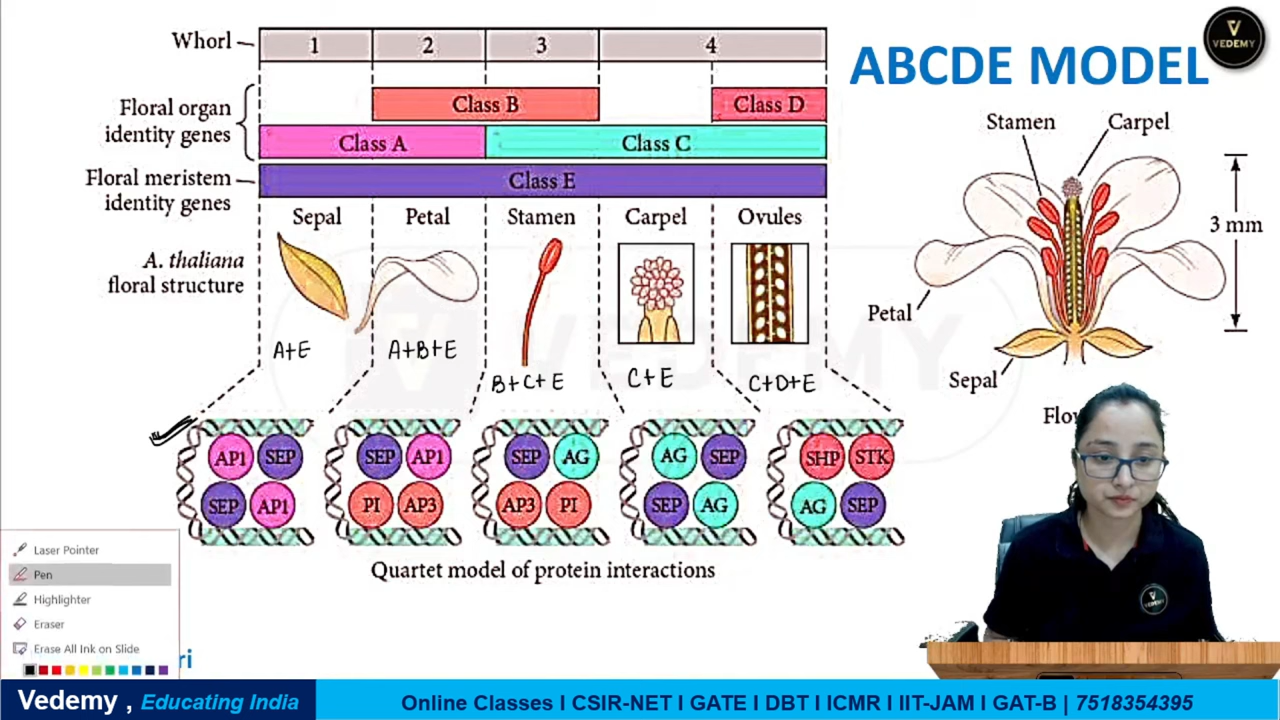 Whorl
1 2 3 4
ABCDE MODEL
VEDEMY
Floral organ
identity genes
Class B
Class D
Class A
Class C
Floral meristem
identity genes
Class E
Sepal Petal Stamen Carpel Ovules
A. thaliana
floral structure
A+E
A+B+E
B+C+E
C+E
C+D+E
Stamen
Carpel
3 mm
Petal
Sepal
Flo
AP1 SEP
SEP AP1
SEP AP1
PI AP3
SEP AG
AP3 PI
AG SEP
SEP AG
SHP STK
AG SEP
Quartet model of protein interactions
Laser Pointer
Pen
Highlighter
Eraser
Erase All Ink on Slide
ri
Vedemy , Educating India
Online Classes I CSIR-NET I GATE I DBT I ICMR I IIT-JAM I GAT-B | 7518354395